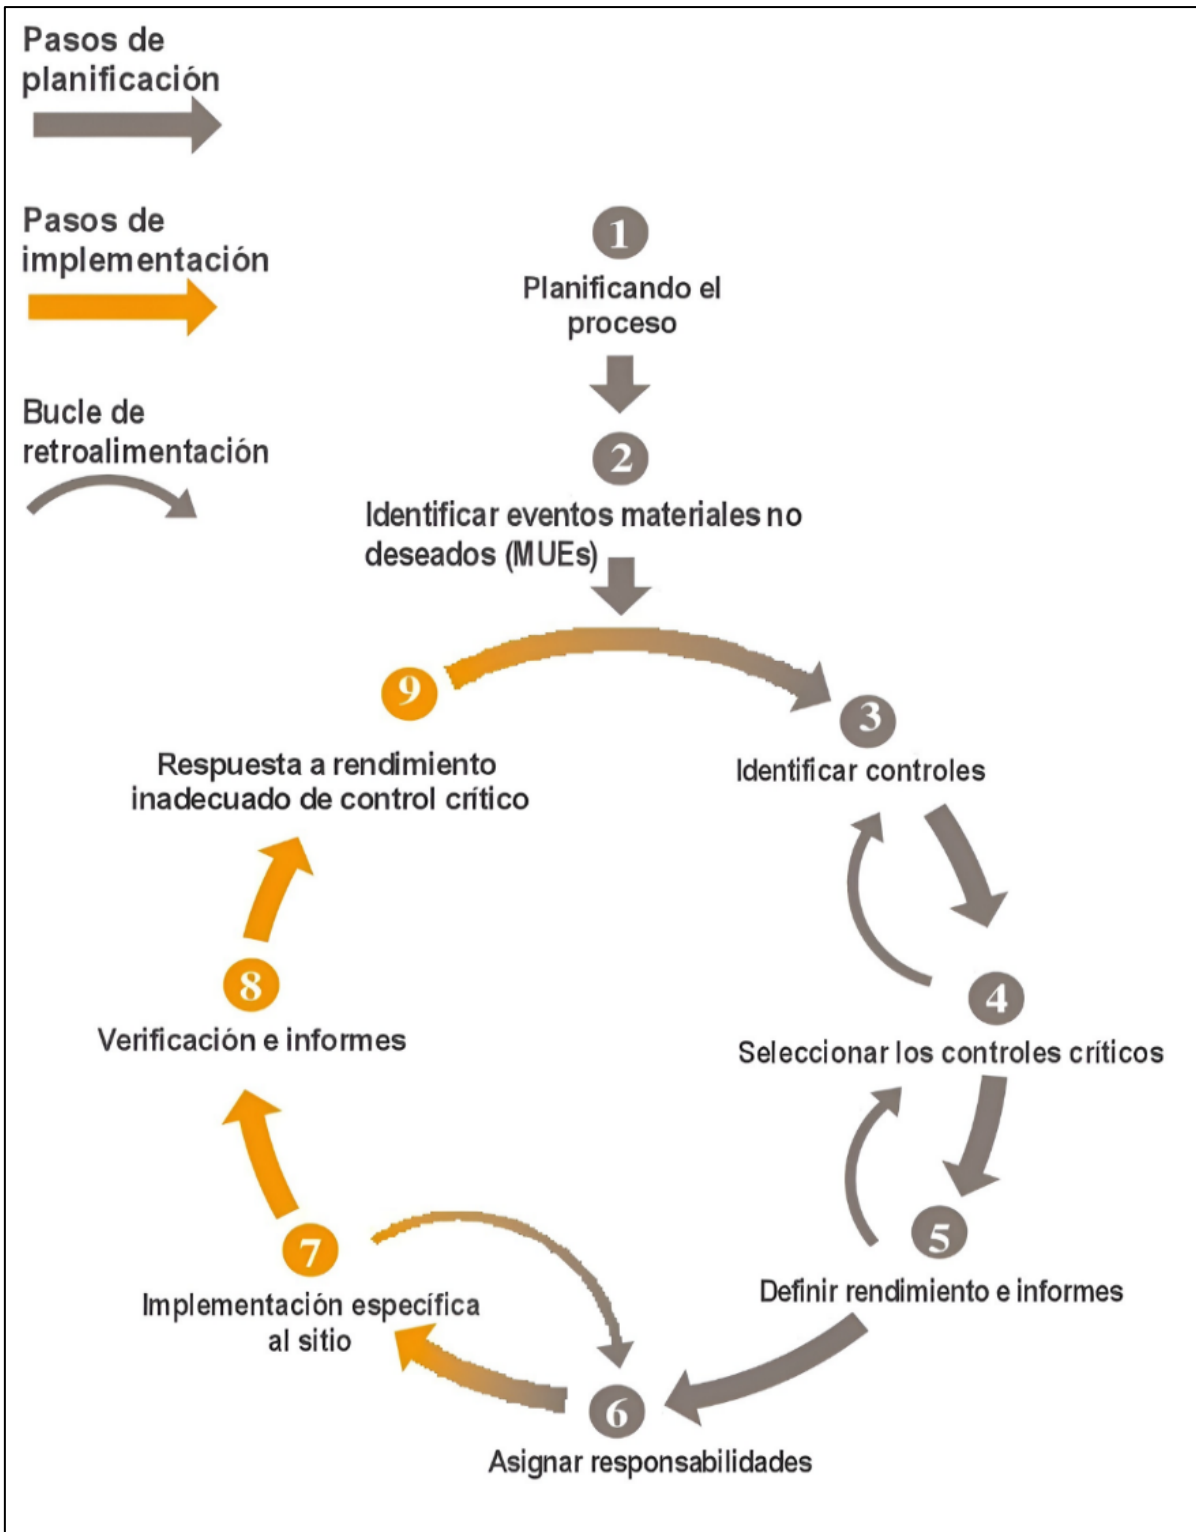 Pasos de
planificación
Pasos de
implementación
Bucle de
retroalimentación
1
Planificando el
proceso
2
Identificar eventos materiales no
deseados (MUEs)
3
Identificar controles
4
Seleccionar los controles críticos
5
Definir rendimiento e informes
6
Asignar responsabilidades
7
Implementación específica
al sitio
8
Verificación e informes
9
Respuesta a rendimiento
inadecuado de control crítico